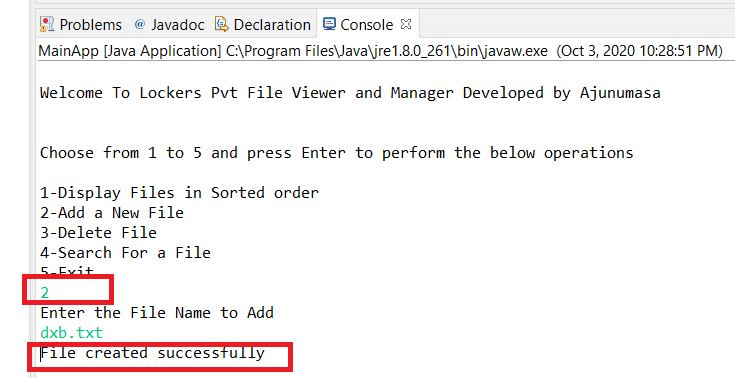 Problems @ Javadoc Declaration Console
MainApp [Java Application] C:\Program Files\Java\jre1.8.0_261\bin\javaw.exe (Oct 3, 2020 10:28:51 PM)
Welcome To Lockers Pvt File Viewer and Manager Developed by Ajunumasa
Choose from 1 to 5 and press Enter to perform the below operations
1-Display Files in Sorted order
2-Add a New File
3-Delete File
4-Search For a File
5-Exit
2
Enter the File Name to Add
dxb.txt
File created successfully